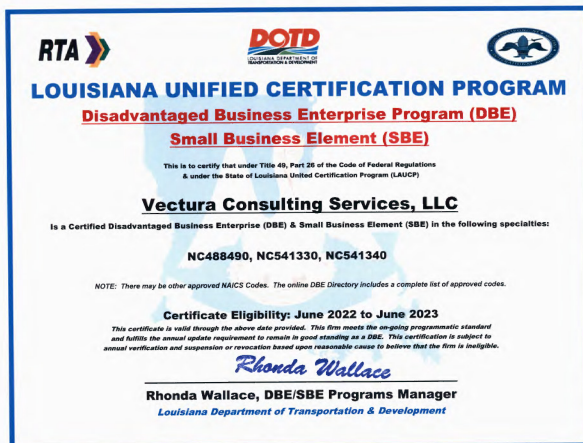 RTA
DOTD
LOUISIANA DEPARTMENT OF
TRANSPORTATION & DEVELOPMENT
LOUISIANA UNIFIED CERTIFICATION PROGRAM
Disadvantaged Business Enterprise Program (DBE)
Small Business Element (SBE)
This is to certify that under Title 49, Part 26 of the Code of Federal Regulations
& under the State of Louisiana United Certification Program (LAUCP)
Vectura Consulting Services, LLC
Is a Certified Disadvantaged Business Enterprise (DBE) & Small Business Element (SBE) in the following specialties:
NC488490, NC541330, NC541340
NOTE: There may be other approved NAICS Codes. The online DBE Directory includes a complete list of approved codes.
Certificate Eligibility: June 2022 to June 2023
This certificate is valid through the above date provided. This firm meets the on-going programmatic standard
and fulfills the annual update requirement to remain in good standing as a DBE. This certification is subject to
annual verification and suspension or revocation based upon reasonable cause to believe that the firm is ineligible.
Rhonda Wallace
Rhonda Wallace, DBE/SBE Programs Manager
Louisiana Department of Transportation & Development